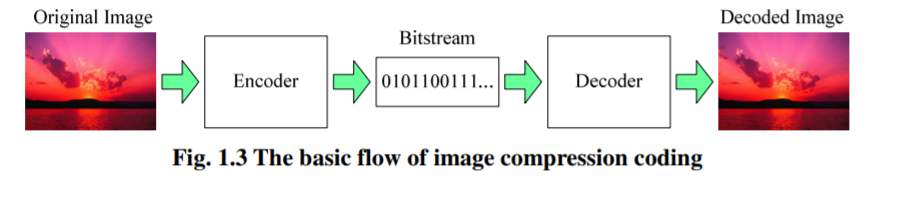 Original Image
Decoded Image
Bitstream
Encoder
0101100111...
Decoder
Fig. 1.3 The basic flow of image compression coding